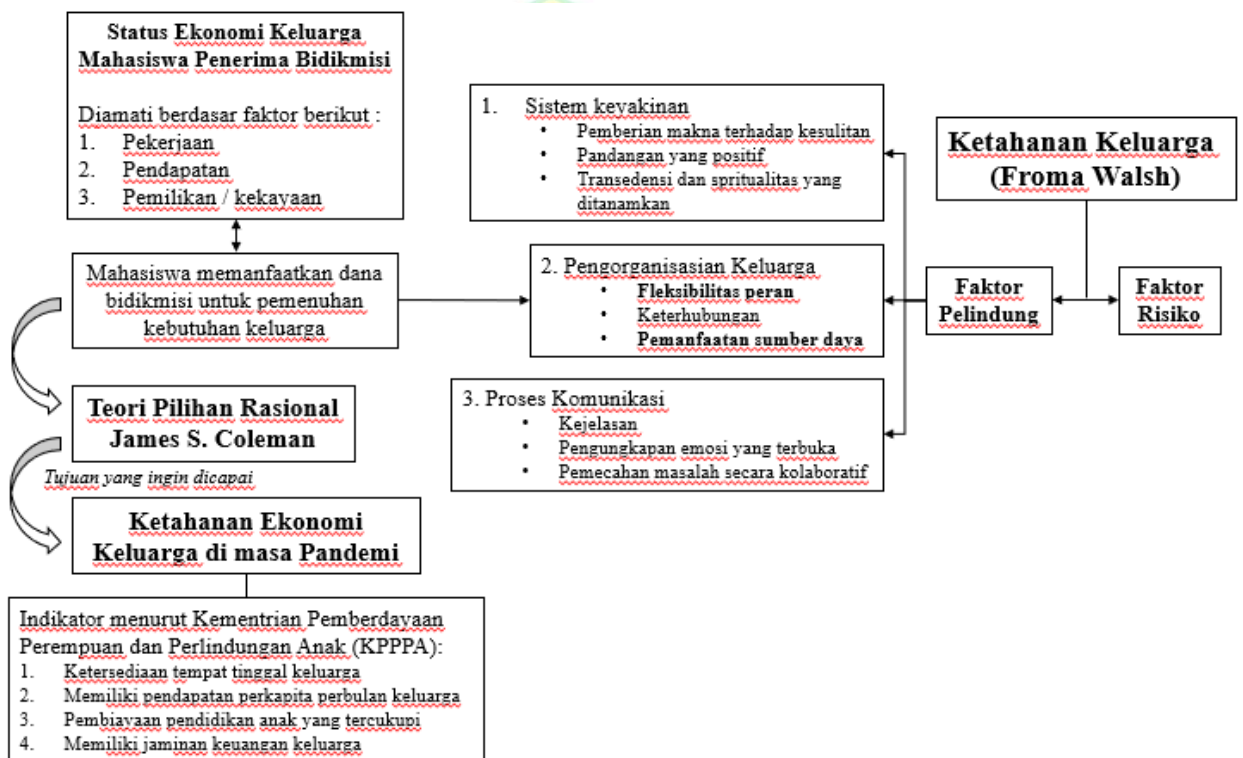 Status Ekonomi Keluarga
Mahasiswa Penerima Bidikmisi
Diamati berdasar faktor berikut :
1. Pekerjaan
2. Pendapatan
3. Pemilikan / kekayaan
Mahasiswa memanfaatkan dana
bidikmisi untuk pemenuhan
kebutuhan keluarga
Teori Pilihan Rasional
James S. Coleman
Tujuan yang ingin dicapai
Ketahanan Ekonomi
Keluarga di masa Pandemi
Indikator menurut Kementrian Pemberdayaan
Perempuan dan Perlindungan Anak (KPPPA):
1. Ketersediaan tempat tinggal keluarga
2. Memiliki pendapatan perkapita perbulan keluarga
3. Pembiayaan pendidikan anak yang tercukupi
4. Memiliki jaminan keuangan keluarga
1. Sistem keyakinan
• Pemberian makna terhadap kesulitan
• Pandangan yang positif
• Transedensi dan spritualitas yang
ditanamkan
2. Pengorganisasian Keluarga
• Fleksibilitas peran
• Keterhubungan
• Pemanfaatan sumber daya
3. Proses Komunikasi
• Kejelasan
• Pengungkapan emosi yang terbuka
• Pemecahan masalah secara kolaboratif
Ketahanan Keluarga
(Froma Walsh)
Faktor
Pelindung
Faktor
Risiko